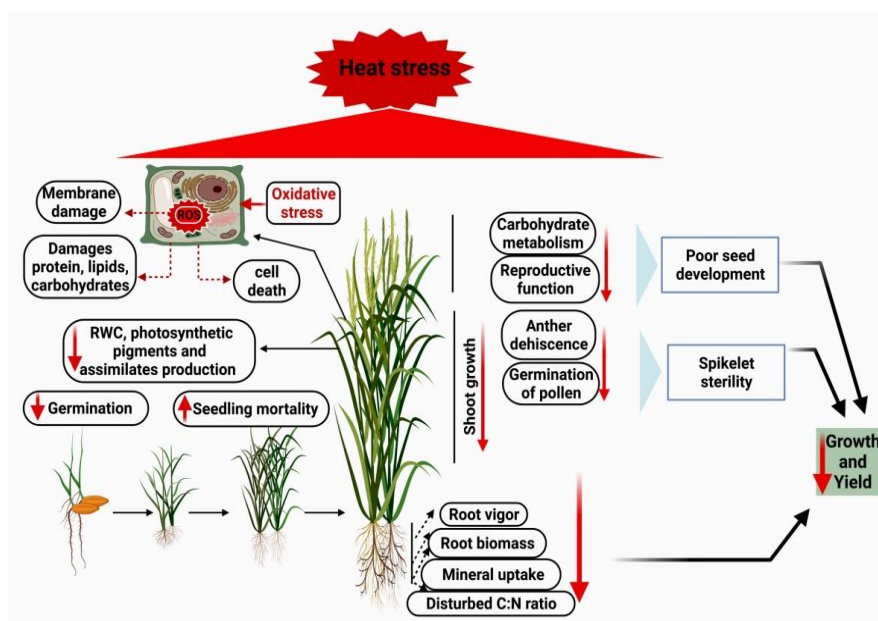 Heat stress
Membrane
damage
ROS
Oxidative
stress
Damages
protein, lipids,
carbohydrates
cell
death
RWC, photosynthetic
pigments and
assimilates production
Germination
Seedling mortality
Shoot growth
Carbohydrate
metabolism
Reproductive
function
Anther
dehiscence
Germination
of pollen
Poor seed
development
Spikelet
sterility
Growth
and
Yield
Root vigor
Root biomass
Mineral uptake
Disturbed C:N ratio